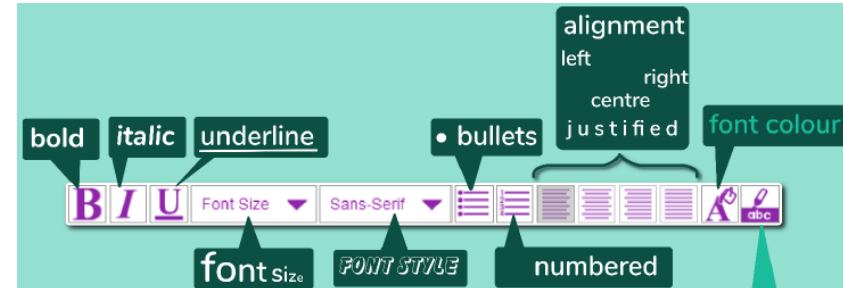 alignment
left
right
centre
justified
bold
italic
underline
• bullets
font colour
B I U Font Size Sans-Serif A abc
font size
FONT STYLE
numbered